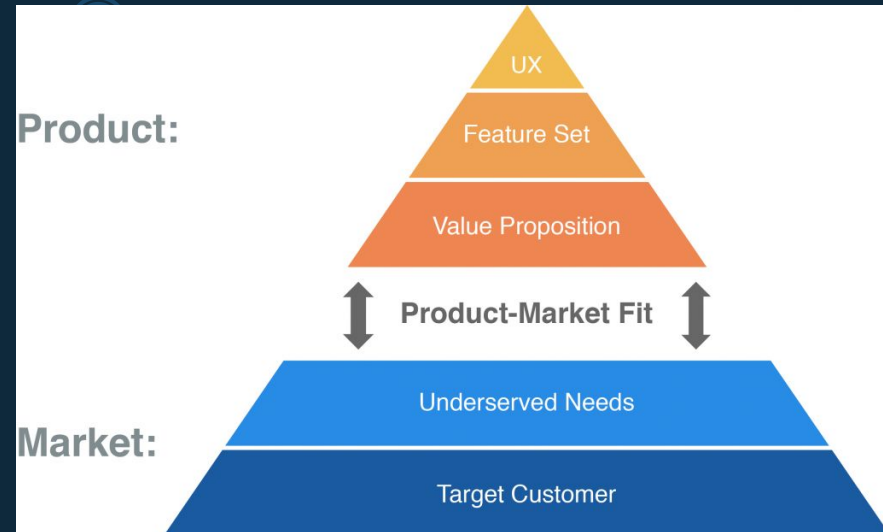 UX
Product:
Feature Set
Value Proposition
Product-Market Fit
Underserved Needs
Market:
Target Customer